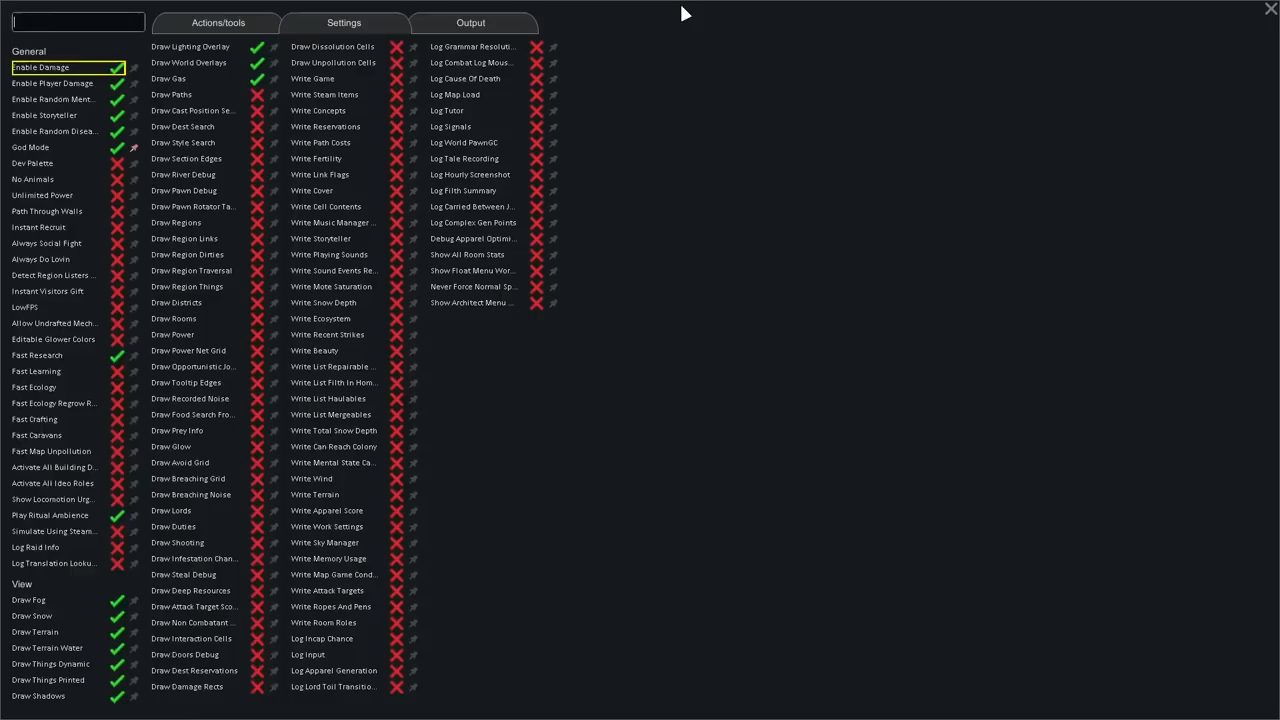 Actions/tools
Settings
Output
General
Enable Damage
Enable Player Damage
Enable Random Ment...
Enable Storyteller
Enable Random Disea...
God Mode
Dev Palette
No Animals
Unlimited Power
Path Through Walls
Instant Recruit
Always Social Fight
Always Do Lovin
Detect Region Listers ...
Instant Visitors Gift
LowFPS
Allow Undrafted Mech...
Editable Glower Colors
Fast Research
Fast Learning
Fast Ecology
Fast Ecology Regrow R...
Fast Crafting
Fast Caravans
Fast Map Unpollution
Activate All Building D...
Activate All Ideo Roles
Show Locomotion Urg...
Play Ritual Ambience
Simulate Using Steam...
Log Raid Info
Log Translation Looku...
View
Draw Fog
Draw Snow
Draw Terrain
Draw Terrain Water
Draw Things Dynamic
Draw Things Printed
Draw Shadows
Draw Lighting Overlay
Draw World Overlays
Draw Gas
Draw Paths
Draw Cast Position Se...
Draw Dest Search
Draw Style Search
Draw Section Edges
Draw River Debug
Draw Pawn Debug
Draw Pawn Rotator Ta...
Draw Regions
Draw Region Links
Draw Region Dirties
Draw Region Traversal
Draw Region Things
Draw Districts
Draw Rooms
Draw Power
Draw Power Net Grid
Draw Opportunistic Jo...
Draw Tooltip Edges
Draw Recorded Noise
Draw Food Search Fro...
Draw Prey Info
Draw Glow
Draw Avoid Grid
Draw Breaching Grid
Draw Breaching Noise
Draw Lords
Draw Duties
Draw Shooting
Draw Infestation Chan...
Draw Steal Debug
Draw Deep Resources
Draw Attack Target Sco...
Draw Non Combatant ...
Draw Interaction Cells
Draw Doors Debug
Draw Dest Reservations
Draw Damage Rects
Draw Dissolution Cells
Draw Unpollution Cells
Write Game
Write Steam Items
Write Concepts
Write Reservations
Write Path Costs
Write Fertility
Write Link Flags
Write Cover
Write Cell Contents
Write Music Manager ...
Write Storyteller
Write Playing Sounds
Write Sound Events Re...
Write Mote Saturation
Write Snow Depth
Write Ecosystem
Write Recent Strikes
Write Beauty
Write List Repairable ...
Write List Filth In Hom...
Write List Haulables
Write List Mergeables
Write Total Snow Depth
Write Can Reach Colony
Write Mental State Ca...
Write Wind
Write Terrain
Write Apparel Score
Write Work Settings
Write Sky Manager
Write Memory Usage
Write Map Game Cond...
Write Attack Targets
Write Ropes And Pens
Write Room Roles
Log Incap Chance
Log Input
Log Apparel Generation
Log Lord Toil Transitio...
Log Grammar Resoluti...
Log Combat Log Mous...
Log Cause Of Death
Log Map Load
Log Tutor
Log Signals
Log World PawnGC
Log Tale Recording
Log Hourly Screenshot
Log Filth Summary
Log Carried Between J...
Log Complex Gen Points
Debug Apparel Optimi...
Show All Room Stats
Show Float Menu Wor...
Never Force Normal Sp...
Show Architect Menu ...